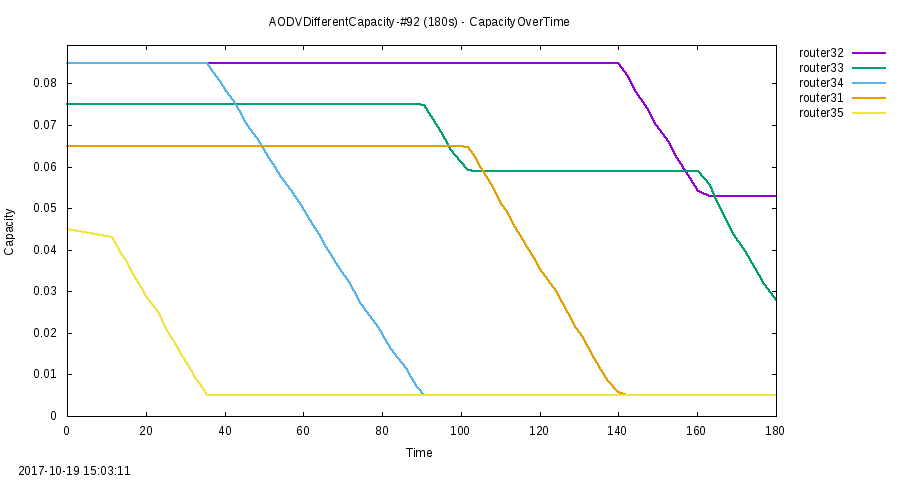 AODVDifferentCapacity-#92 (180s) - CapacityOverTime
router32
router33
router34
router31
router35
0.08
0.07
0.06
0.05
0.04
0.03
0.02
0.01
0
Capacity
0 20 40 60 80 100 120 140 160 180
Time
2017-10-19 15:03:11